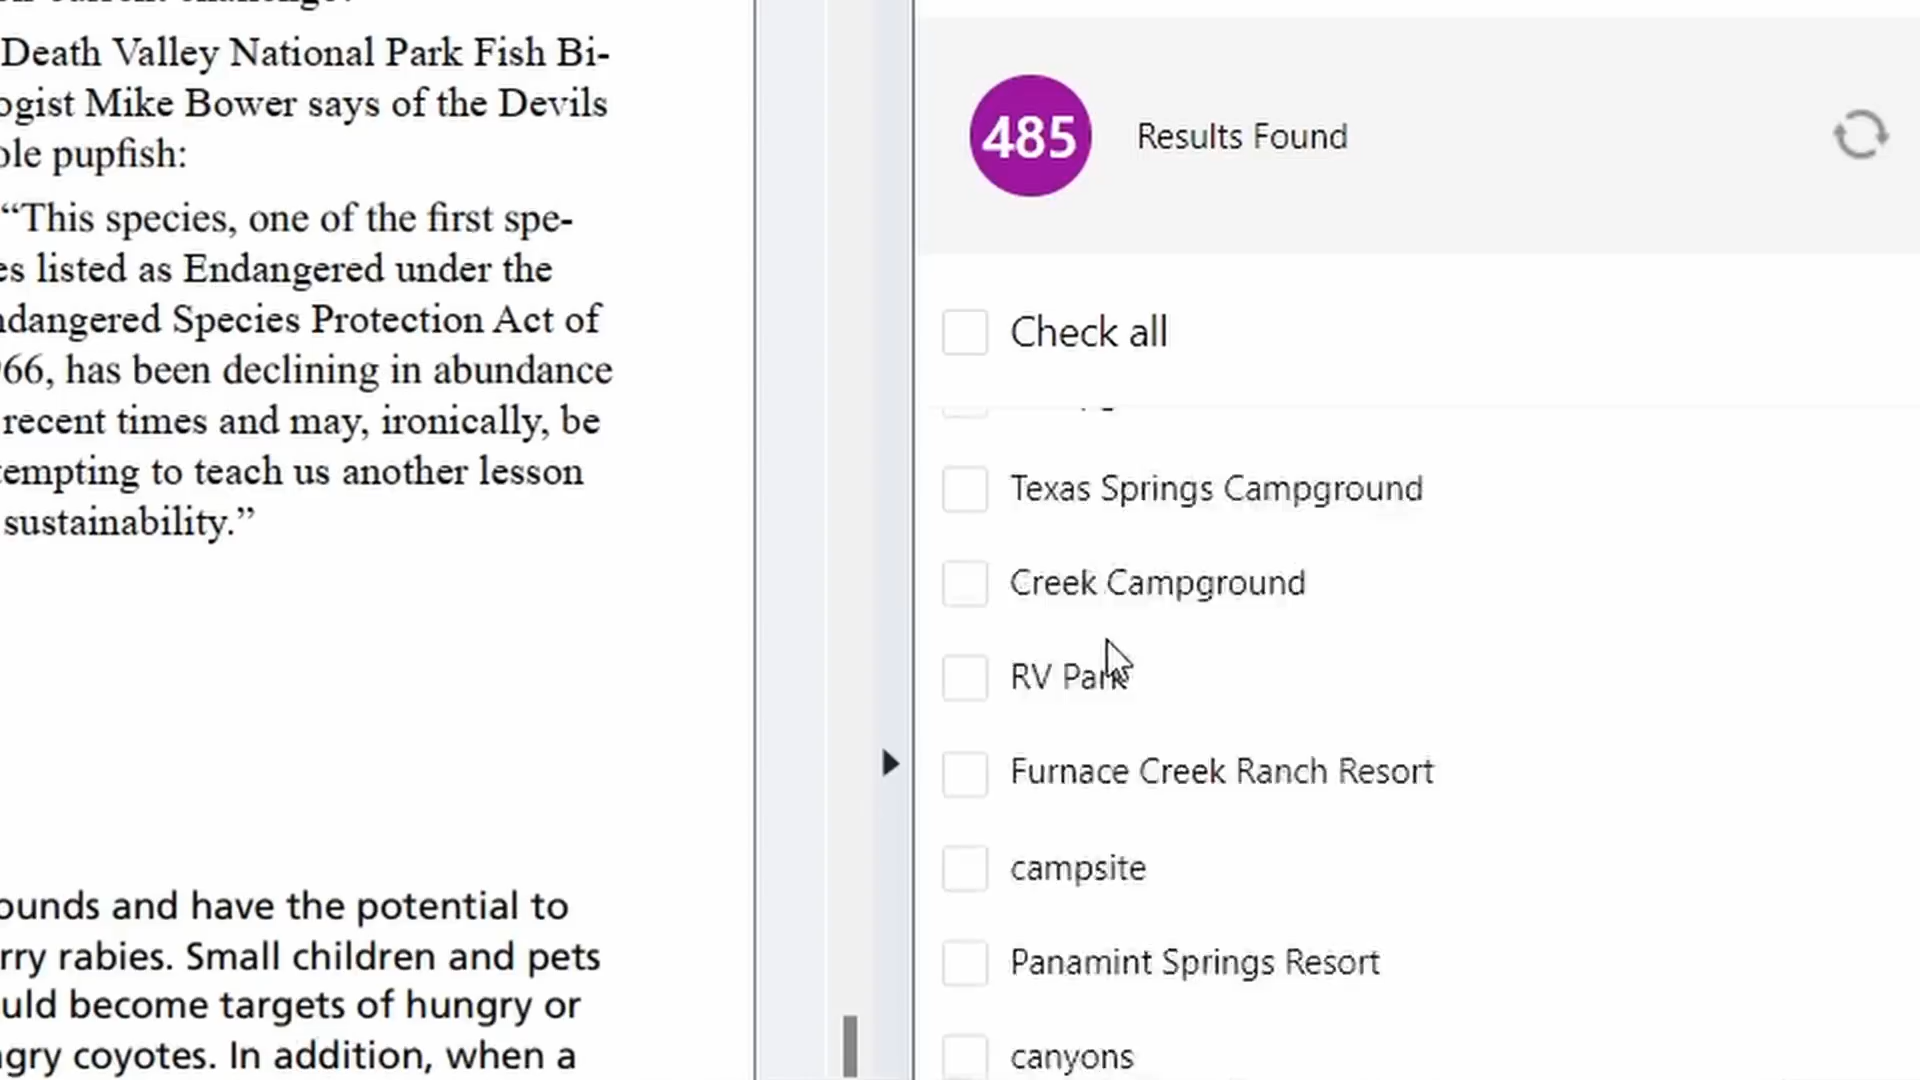 Death Valley National Park Fish Bi-
ogist Mike Bower says of the Devils
ole pupfish:
“This species, one of the first spe-
es listed as Endangered under the
ndangered Species Protection Act of
966, has been declining in abundance
recent times and may, ironically, be
tempting to teach us another lesson
sustainability.”
ounds and have the potential to
rry rabies. Small children and pets
uld become targets of hungry or
ngry coyotes. In addition, when a
485 Results Found
Check all
Texas Springs Campground
Creek Campground
RV Park
Furnace Creek Ranch Resort
campsite
Panamint Springs Resort
canyons